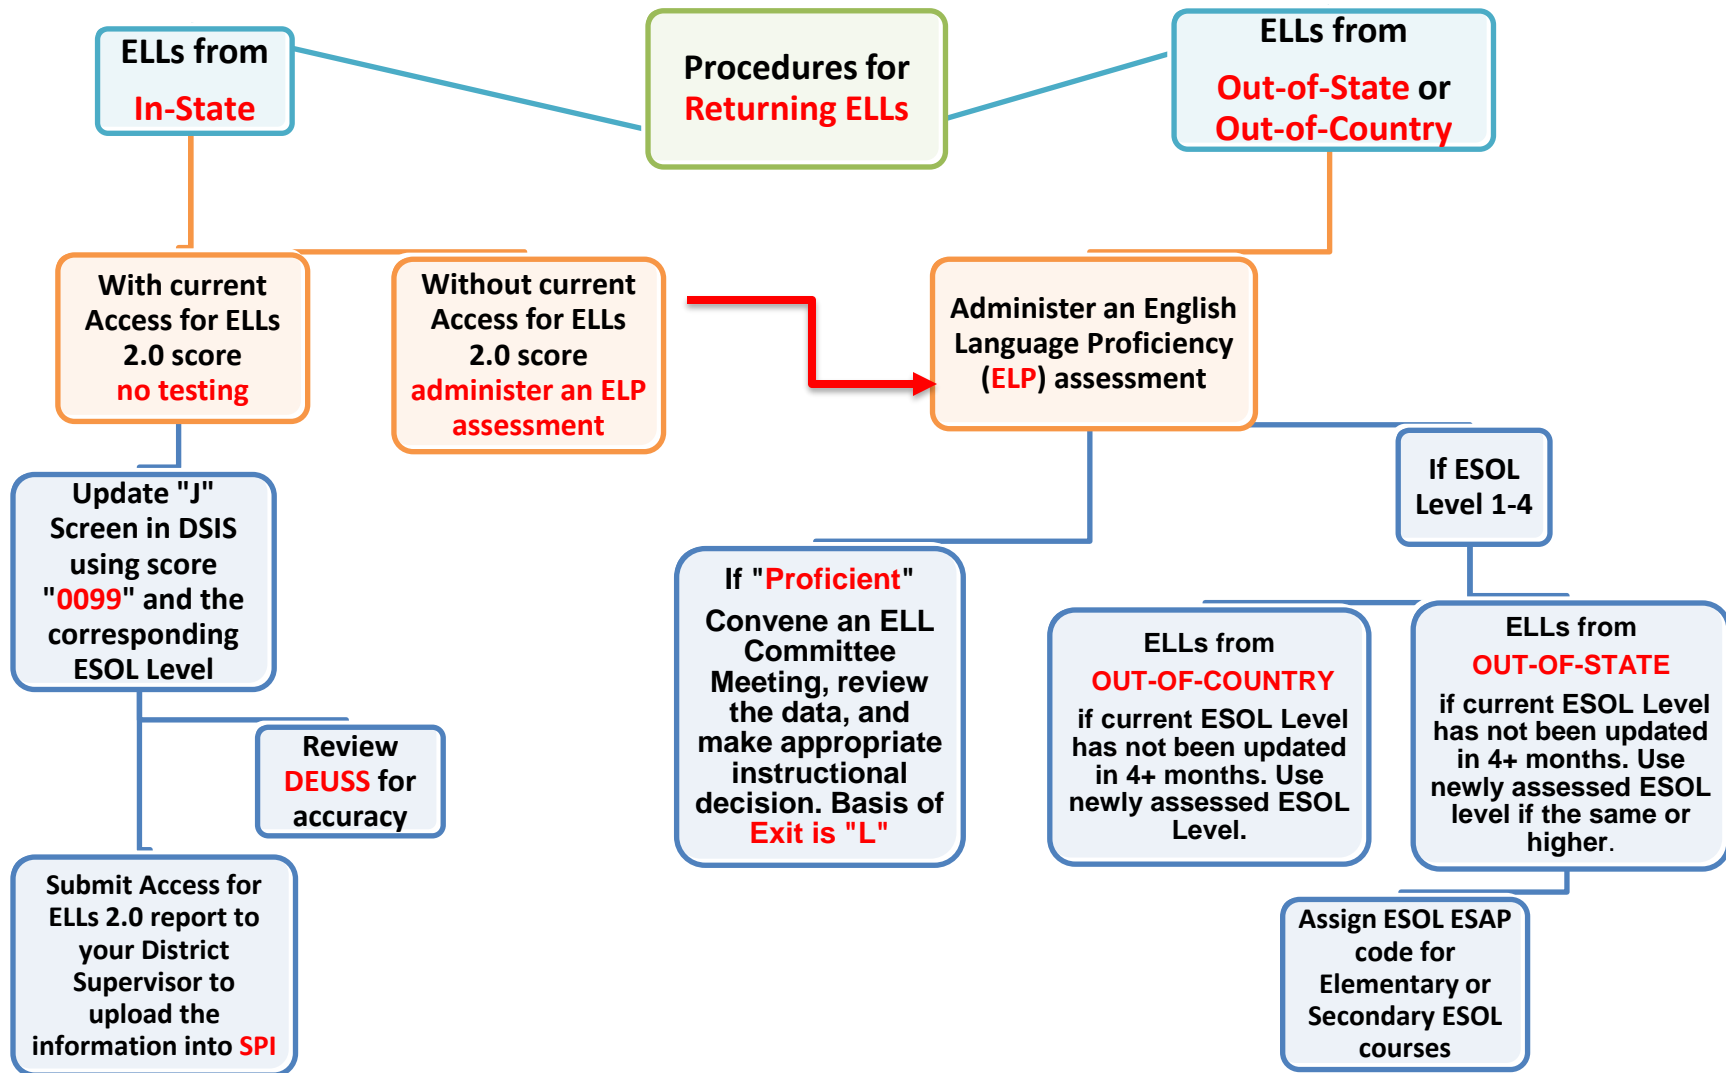 Procedures for
Returning ELLs
ELLs from
In-State
ELLs from
Out-of-State or
Out-of-Country
With current
Access for ELLs
2.0 score
no testing
Without current
Access for ELLs
2.0 score
administer an ELP
assessment
Administer an English
Language Proficiency
(ELP) assessment
Update "J"
Screen in DSIS
using score
"0099" and the
corresponding
ESOL Level
Review
DEUSS for
accuracy
Submit Access for
ELLs 2.0 report to
your District
Supervisor to
upload the
information into SPI
If "Proficient"
Convene an ELL
Committee
Meeting, review
the data, and
make appropriate
instructional
decision. Basis of
Exit is "L"
If ESOL
Level 1-4
ELLs from
OUT-OF-COUNTRY
if current ESOL Level
has not been updated
in 4+ months. Use
newly assessed ESOL
Level.
ELLs from
OUT-OF-STATE
if current ESOL Level
has not been updated
in 4+ months. Use
newly assessed ESOL
level if the same or
higher.
Assign ESOL ESAP
code for
Elementary or
Secondary ESOL
courses